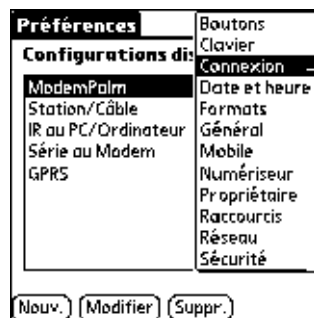 Préférences
Configurations dis
ModemPalm
Station/Câble
IR au PC/Ordinateur
Série au Modem
GPRS
Boutons
Clavier
Connexion
Date et heure
Formats
Général
Mobile
Numériseur
Propriétaire
Raccourcis
Réseau
Sécurité
Nouv.
Modifier
Suppr.